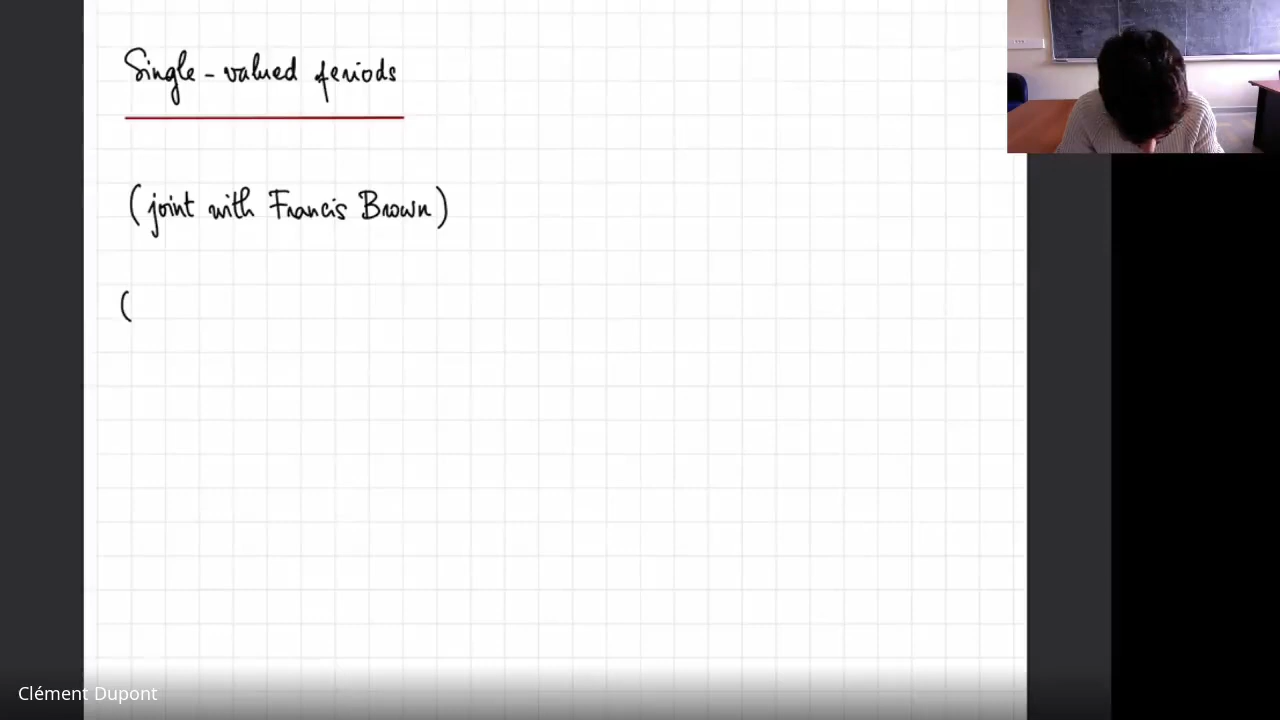 Single-valued periods
(joint with Francis Brown)
(
Clément Dupont